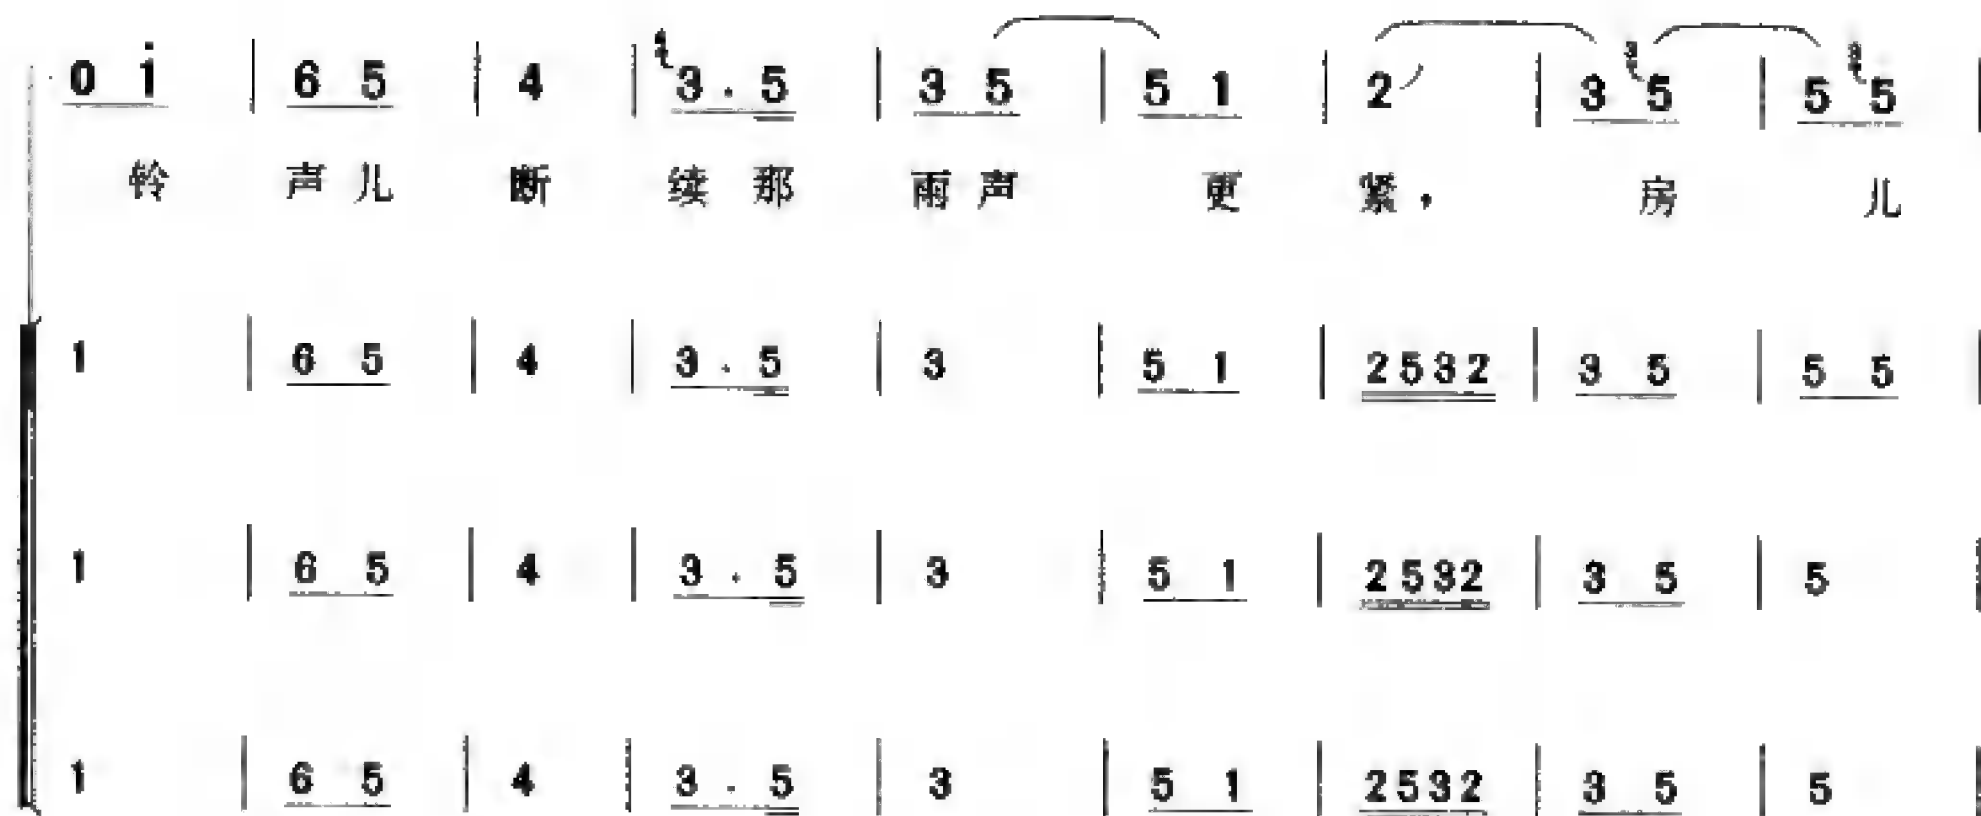 0 i | 6 5 | 4 | 3 . 5 | 3 5 | 5 1 | 2 | 3 5 | 5 5 |
铃 声 儿 断 续 那 雨 声 更 紧， 房 儿
1 | 6 5 | 4 | 3 . 5 | 3 | 5 1 | 2532 | 3 5 | 5 5 |
1 | 6 5 | 4 | 3 . 5 | 3 | 5 1 | 2532 | 3 5 | 5 |
1 | 6 5 | 4 | 3 . 5 | 3 | 5 1 | 2532 | 3 5 | 5 |